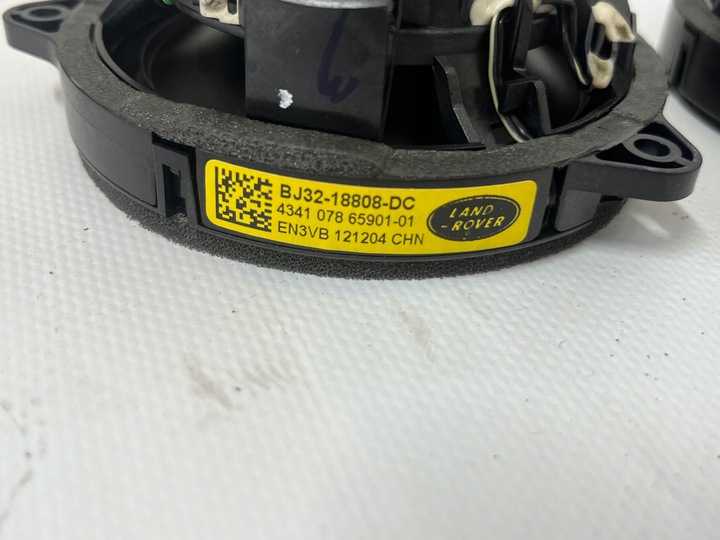 BJ32-18808-DC
4341 078 65901-01
EN3VB 121204 CHN
LAND
-ROVER